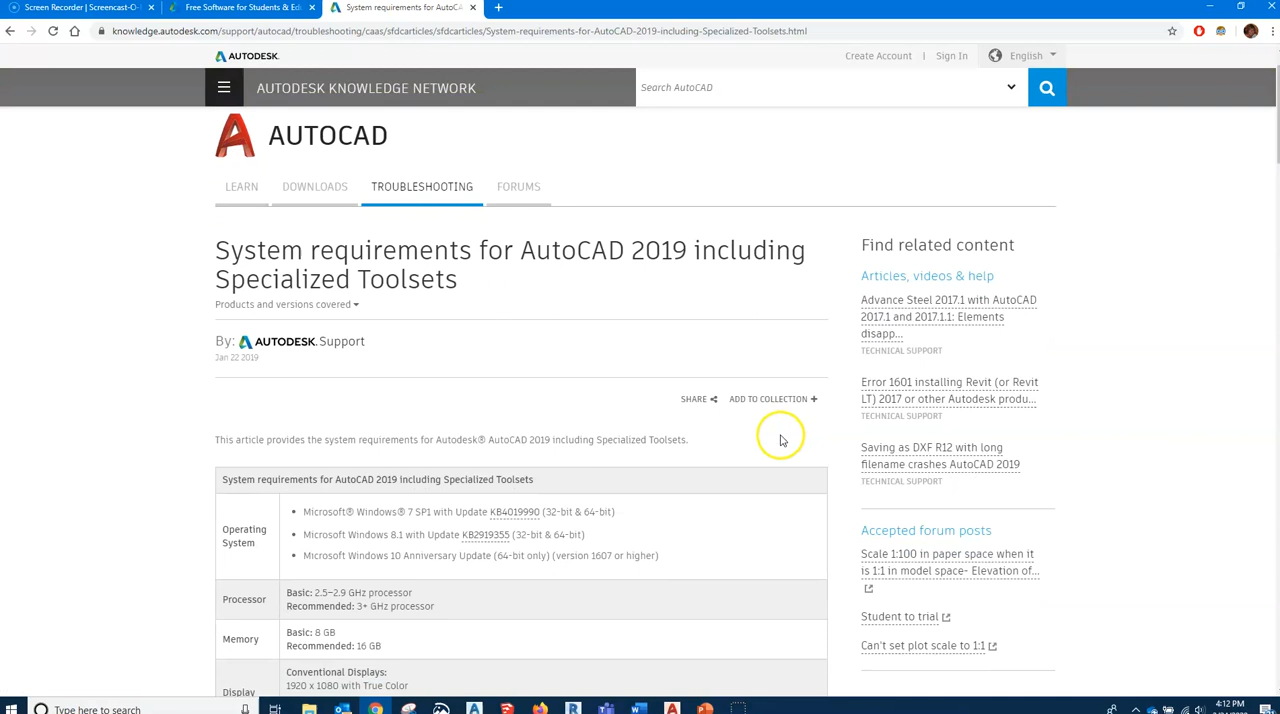 Screen Recorder | Screencast-O-
Free Software for Students & Edu
System requirements for AutoCA
knowledge.autodesk.com/support/autocad/troubleshooting/caas/sfdcarticles/sfdcarticles/System-requirements-for-AutoCAD-2019-including-Specialized-Toolsets.html
AUTODESK.
Create Account | Sign In
English
AUTODESK KNOWLEDGE NETWORK
Search AutoCAD
AUTOCAD
LEARN
DOWNLOADS
TROUBLESHOOTING
FORUMS
System requirements for AutoCAD 2019 including
Specialized Toolsets
Products and versions covered
By: AUTODESK. Support
Jan 22 2019
SHARE
ADD TO COLLECTION +
This article provides the system requirements for Autodesk® AutoCAD 2019 including Specialized Toolsets.
System requirements for AutoCAD 2019 including Specialized Toolsets
Operating
System
• Microsoft® Windows® 7 SP1 with Update KB4019990 (32-bit & 64-bit)
• Microsoft Windows 8.1 with Update KB2919355 (32-bit & 64-bit)
• Microsoft Windows 10 Anniversary Update (64-bit only) (version 1607 or higher)
Processor
Basic: 2.5–2.9 GHz processor
Recommended: 3+ GHz processor
Memory
Basic: 8 GB
Recommended: 16 GB
Display
Conventional Displays:
1920 x 1080 with True Color
Find related content
Articles, videos & help
Advance Steel 2017.1 with AutoCAD
2017.1 and 2017.1.1: Elements
disapp...
TECHNICAL SUPPORT
Error 1601 installing Revit (or Revit
LT) 2017 or other Autodesk produ...
TECHNICAL SUPPORT
Saving as DXF R12 with long
filename crashes AutoCAD 2019
TECHNICAL SUPPORT
Accepted forum posts
Scale 1:100 in paper space when it
is 1:1 in model space- Elevation of...
Student to trial
Can't set plot scale to 1:1
Type here to search
4:12 PM